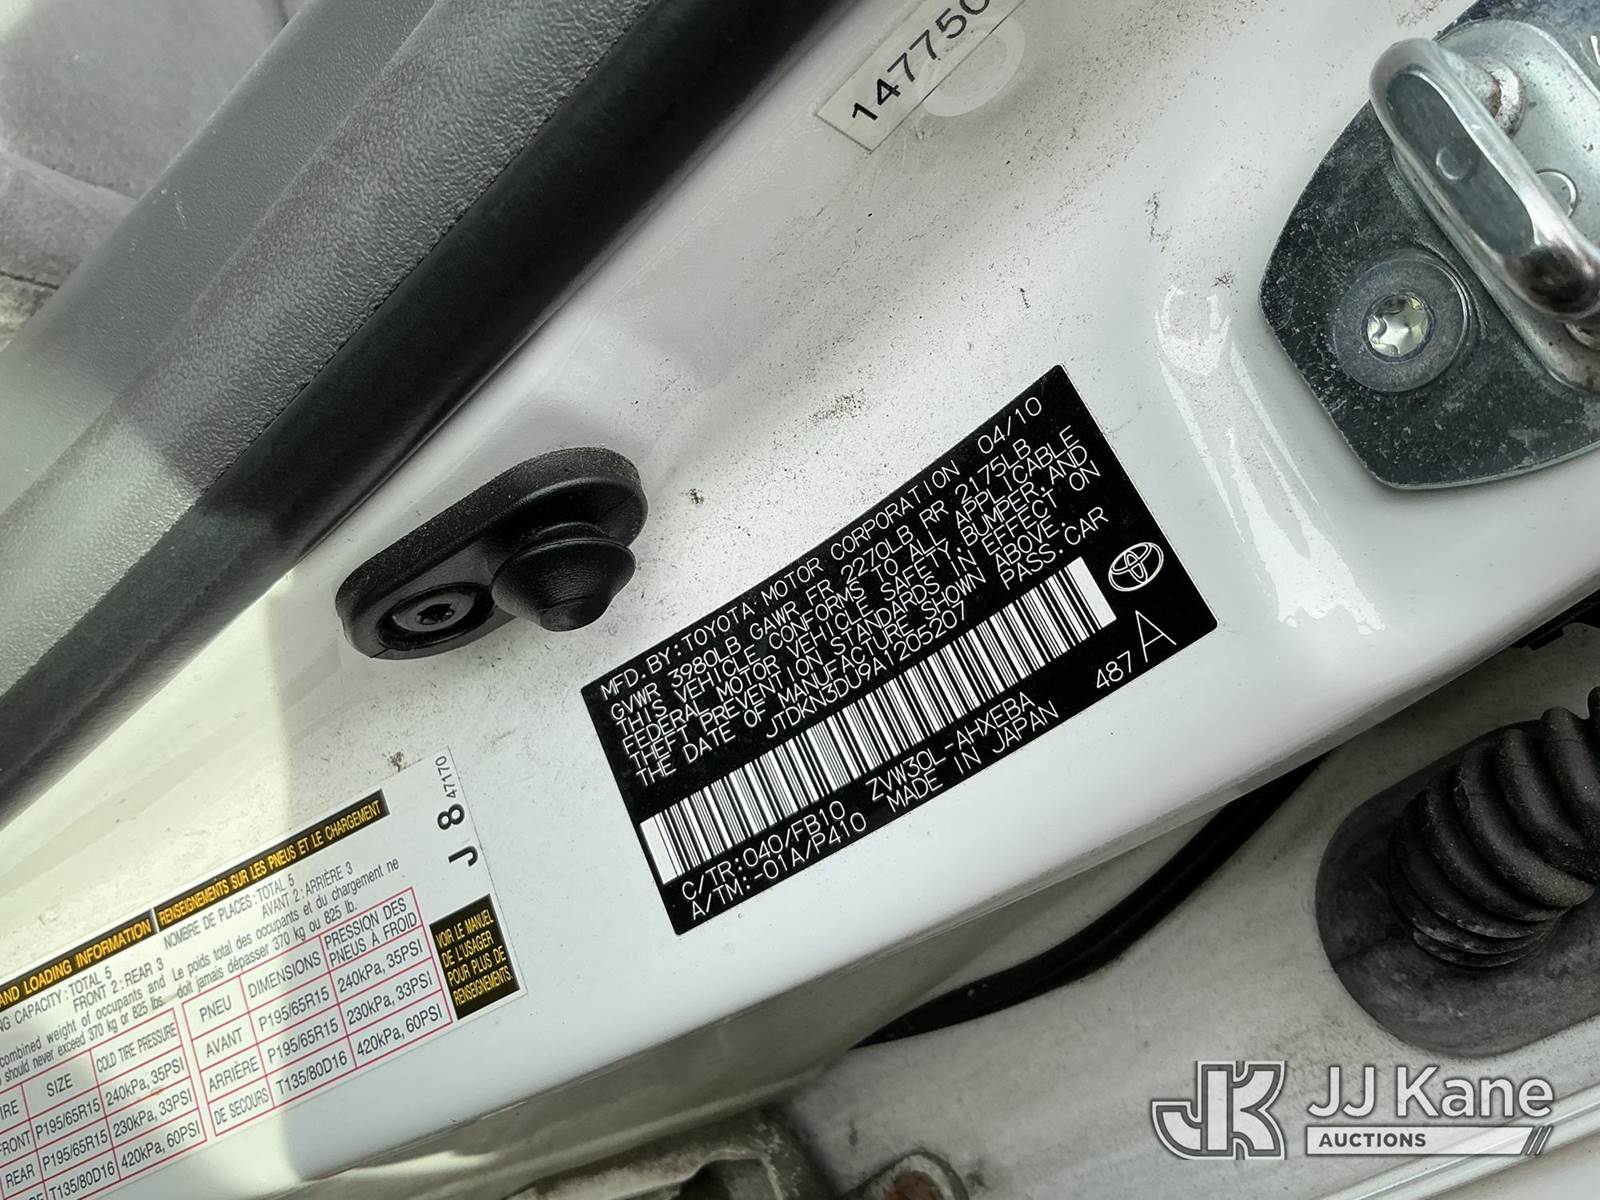 147750
MFD.BY:TOYOTA MOTOR CORPORATION 04/10
GVWR 3980LB GAWR FR 2270LB RR 2175LB
THIS VEHICLE CONFORMS TO ALL APPLICABLE
FEDERAL MOTOR VEHICLE SAFETY,BUMPER,AND
THEFT PREVENTION STANDARDS IN EFFECT ON
THE DATE OF MANUFACTURE SHOWN ABOVE.
JTDKN3DU9A1205207 PASS.CAR
C/TR:040/FB10 ZVW30L-AHXEBA 487 A
A/TM:-01A/P410 MADE IN JAPAN
AND LOADING INFORMATION
CAPACITY : TOTAL 5
FRONT 2 : REAR 3
combined weight of occupants and
should never exceed 370 kg or 825 lbs.
SIZE COLD TIRE PRESSURE
FRONT P195/65R15 240kPa, 35PSI
REAR P195/65R15 230kPa, 33PSI
T135/80D16 420kPa, 60PSI
RENSEIGNEMENTS SUR LES PNEUS ET LE CHARGEMENT
NOMBRE DE PLACES : TOTAL 5
AVANT 2 : ARRIÈRE 3
Le poids total des occupants et du chargement ne
doit jamais dépasser 370 kg ou 825 lb.
PNEU DIMENSIONS PRESSION DES PNEUS À FROID
AVANT P195/65R15 240kPa, 35PSI
ARRIÈRE P195/65R15 230kPa, 33PSI
DE SECOURS T135/80D16 420kPa, 60PSI
J 8 47170
VOIR LE MANUEL
DE L'USAGER
POUR PLUS DE
RENSEIGNEMENTS.
JK JJ Kane
AUCTIONS